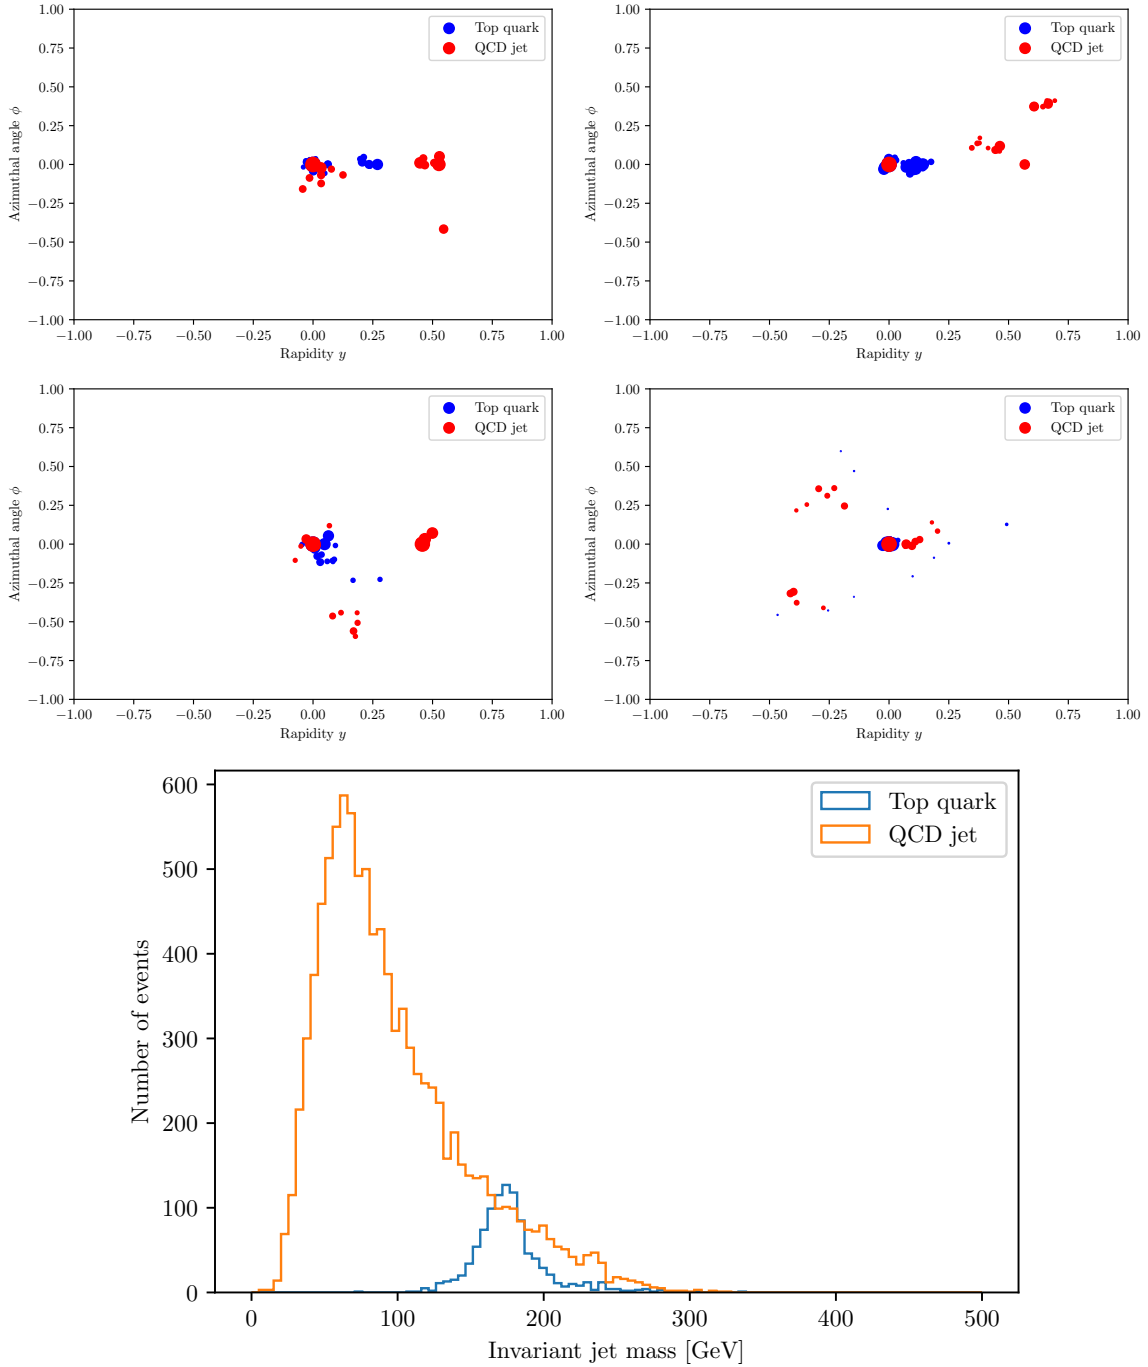 1.00
0.75
0.50
0.25
0.00
−0.25
−0.50
−0.75
−1.00
Azimuthal angle ϕ
−1.00 −0.75 −0.50 −0.25 0.00 0.25 0.50 0.75 1.00
Rapidity y
Top quark
QCD jet
1.00
0.75
0.50
0.25
0.00
−0.25
−0.50
−0.75
−1.00
Azimuthal angle ϕ
−1.00 −0.75 −0.50 −0.25 0.00 0.25 0.50 0.75 1.00
Rapidity y
Top quark
QCD jet
1.00
0.75
0.50
0.25
0.00
−0.25
−0.50
−0.75
−1.00
Azimuthal angle ϕ
−1.00 −0.75 −0.50 −0.25 0.00 0.25 0.50 0.75 1.00
Rapidity y
Top quark
QCD jet
1.00
0.75
0.50
0.25
0.00
−0.25
−0.50
−0.75
−1.00
Azimuthal angle ϕ
−1.00 −0.75 −0.50 −0.25 0.00 0.25 0.50 0.75 1.00
Rapidity y
Top quark
QCD jet
600
500
400
300
200
100
0
Number of events
0 100 200 300 400 500
Invariant jet mass [GeV]
Top quark
QCD jet